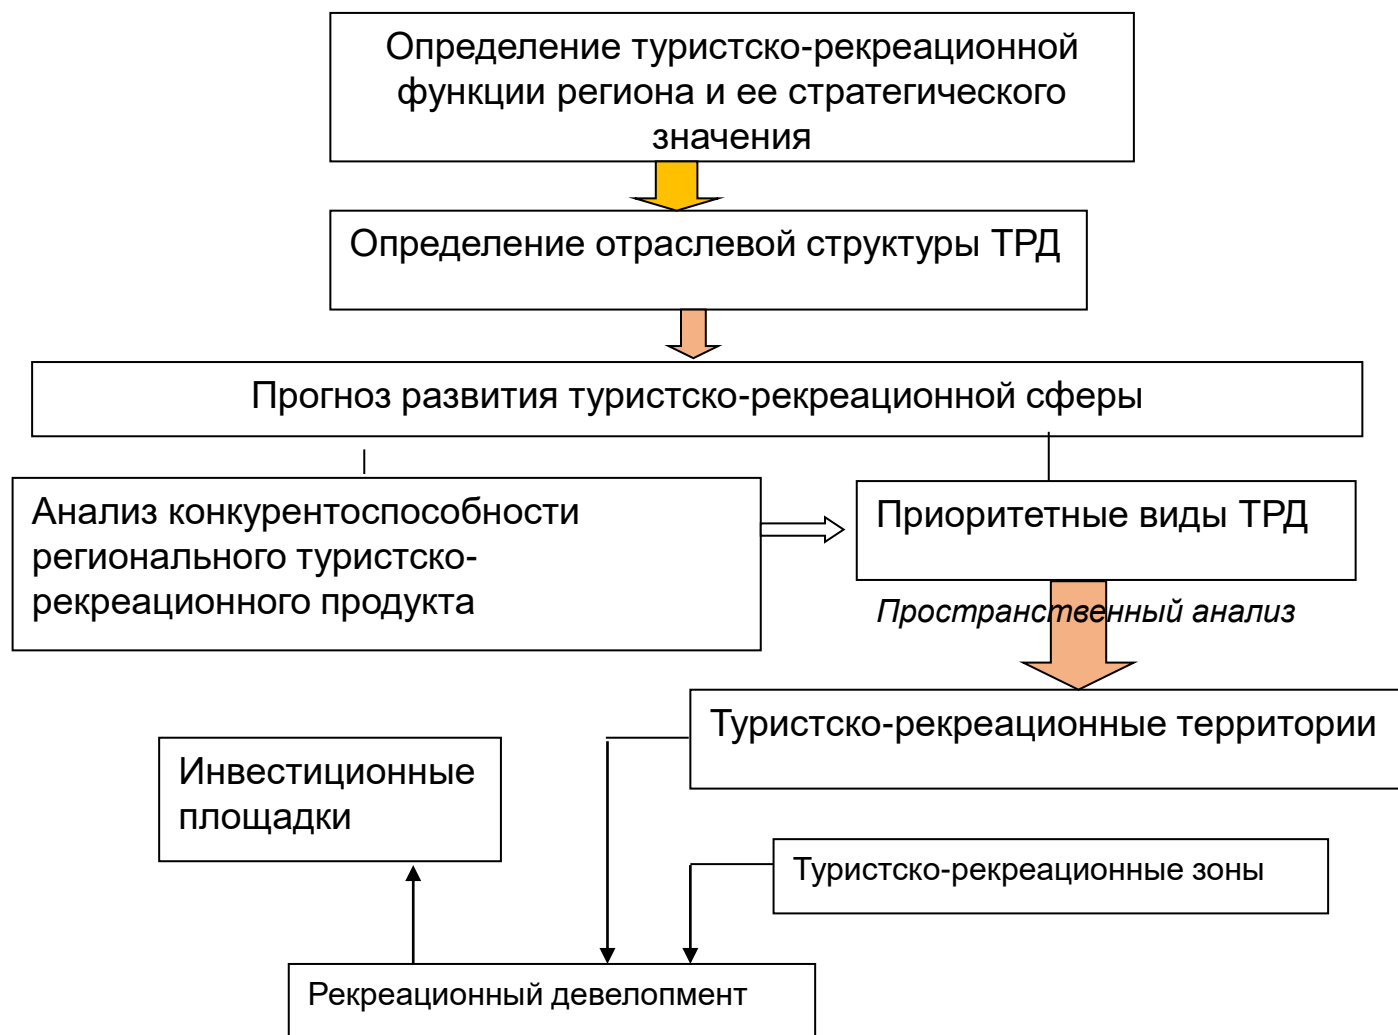 Определение туристско-рекреационной
функции региона и ее стратегического
значения
Определение отраслевой структуры ТРД
Прогноз развития туристско-рекреационной сферы
Анализ конкурентоспособности
регионального туристско-
рекреационного продукта
Приоритетные виды ТРД
Пространственный анализ
Туристско-рекреационные территории
Инвестиционные
площадки
Туристско-рекреационные зоны
Рекреационный девелопмент